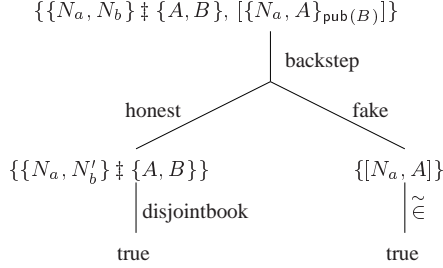 {{N_a, N_b} ‡ {A, B}, [{N_a, A}_pub(B)]}
backstep
honest fake
{{N_a, N'_b} ‡ {A, B}} {[N_a, A]}
disjointbook ∈̃
true true